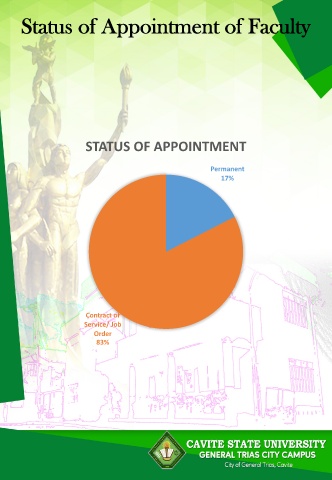 Status of Appointment of Faculty
STATUS OF APPOINTMENT
Permanent
17%
Contract of
Service/ Job
Order
83%
CAVITE STATE UNIVERSITY
GENERAL TRIAS CITY CAMPUS
City of General Trias, Cavite